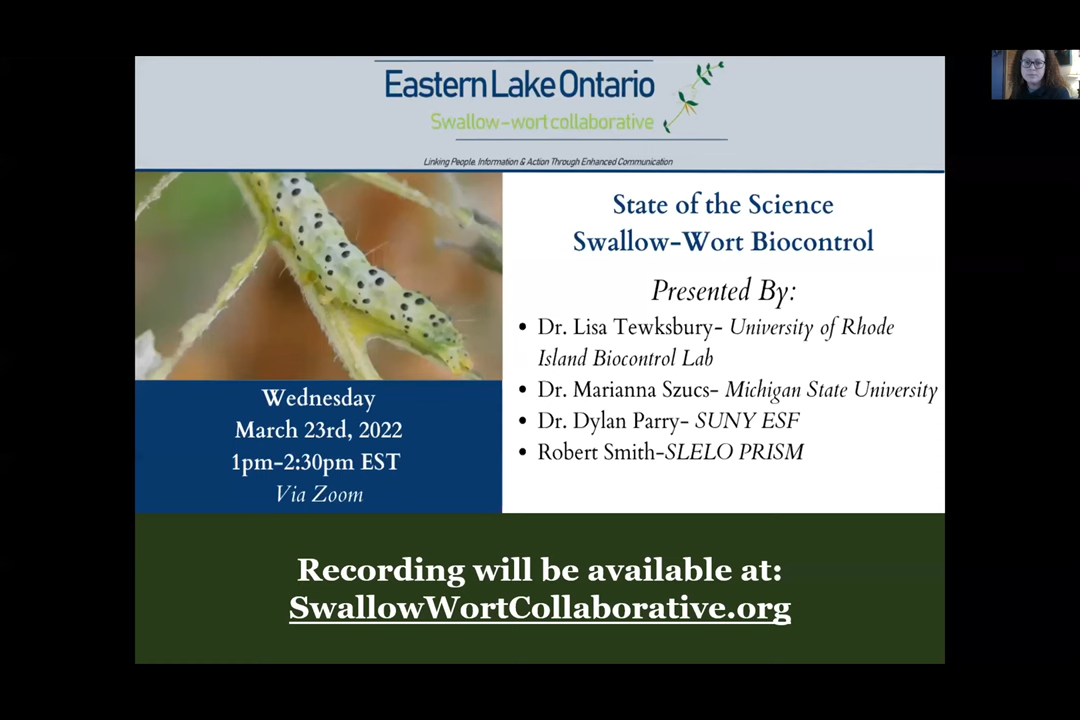 Eastern Lake Ontario
Swallow-wort collaborative
Linking People, Information & Action Through Enhanced Communication
State of the Science
Swallow-Wort Biocontrol
Presented By:
• Dr. Lisa Tewksbury- University of Rhode
Island Biocontrol Lab
• Dr. Marianna Szucs- Michigan State University
• Dr. Dylan Parry- SUNY ESF
• Robert Smith-SLELO PRISM
Wednesday
March 23rd, 2022
1pm-2:30pm EST
Via Zoom
Recording will be available at:
SwallowWortCollaborative.org